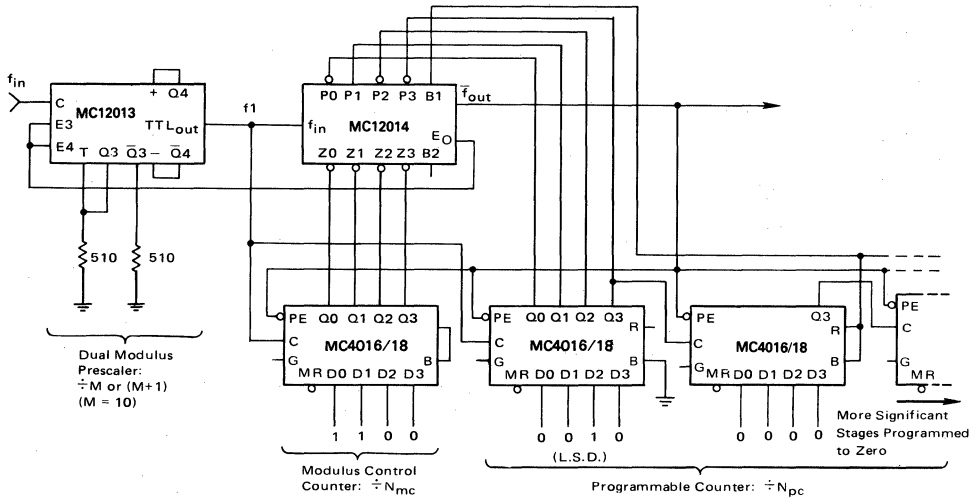 P0 P1 P2 P3 B1
f̅out
fin
+ Q4
C
MC12013
E3
TTLout
E4
T Q3 Q̅3 − Q̅4
f1
fin
MC12014
EO
Z0 Z1 Z2 Z3 B2
510
510
PE Q0 Q1 Q2 Q3
C
MC4016/18
G
B
MR D0 D1 D2 D3
1 1 0 0
PE Q0 Q1 Q2 Q3
R
C
MC4016/18
G
B
MR D0 D1 D2 D3
0 0 1 0
(L.S.D.)
PE
Q3
R
C
MC4016/18
G
B
MR D0 D1 D2 D3
0 0 0 0
PE
C
G
MR
Dual Modulus
Prescaler:
÷M or (M+1)
(M = 10)
Modulus Control
Counter: ÷Nmc
Programmable Counter: ÷Npc
More Significant
Stages Programmed
to Zero